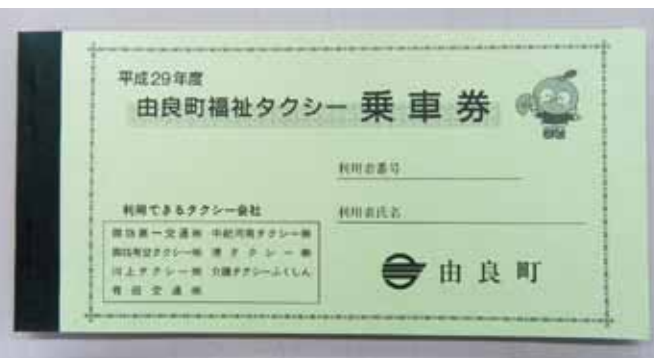 平成29年度
由良町福祉タクシー 乗車券
利用者番号
利用者氏名
利用できるタクシー会社
御坊第一交通㈱ 中紀河南タクシー㈱
御坊有交タクシー㈱ 港タクシー㈱
川上タクシー㈱ 介護タクシーふくしん
有田交通㈱
由良町